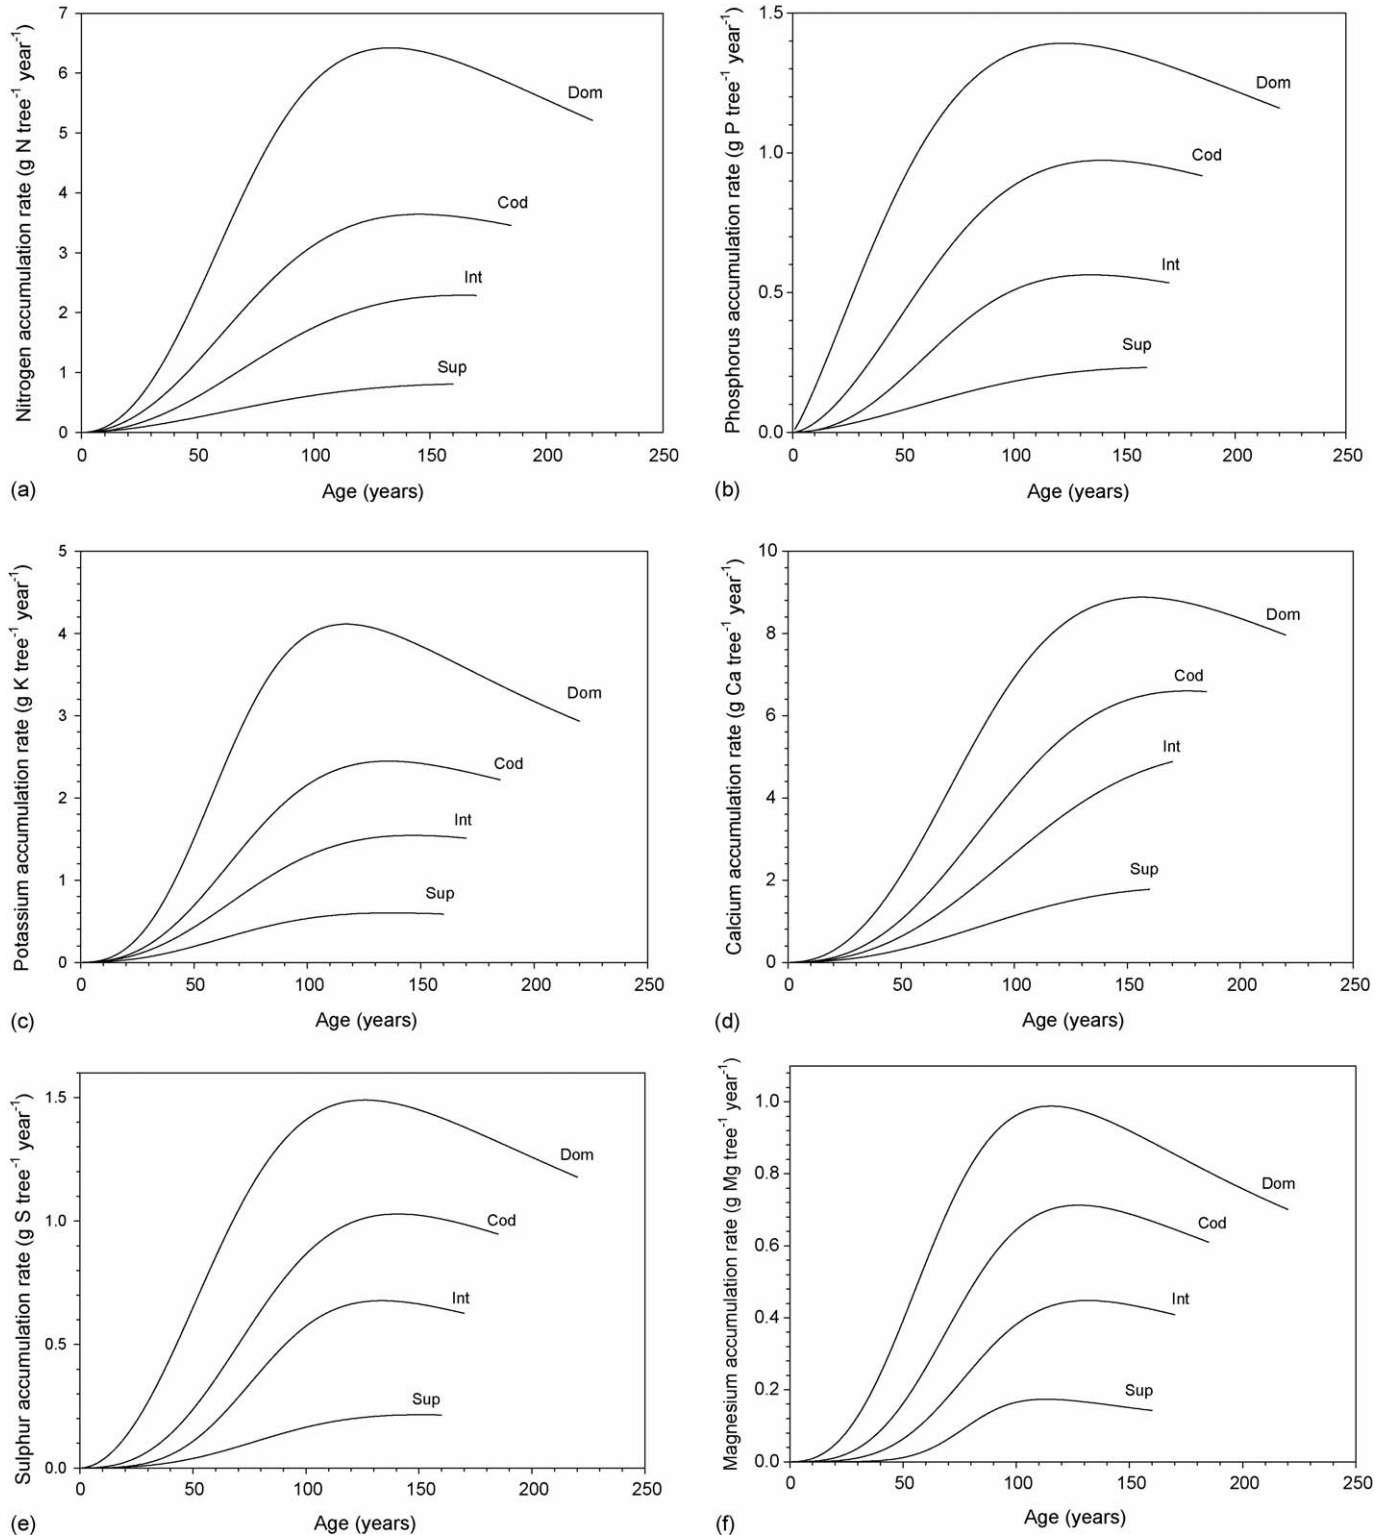 Nitrogen accumulation rate (g N tree⁻¹ year⁻¹)
7
6
5
4
3
2
1
0
Dom
Cod
Int
Sup
0 50 100 150 200 250
(a)
Age (years)
Phosphorus accumulation rate (g P tree⁻¹ year⁻¹)
1.5
1.0
0.5
0.0
Dom
Cod
Int
Sup
0 50 100 150 200 250
(b)
Age (years)
Potassium accumulation rate (g K tree⁻¹ year⁻¹)
5
4
3
2
1
0
Dom
Cod
Int
Sup
0 50 100 150 200 250
(c)
Age (years)
Calcium accumulation rate (g Ca tree⁻¹ year⁻¹)
10
8
6
4
2
0
Dom
Cod
Int
Sup
0 50 100 150 200 250
(d)
Age (years)
Sulphur accumulation rate (g S tree⁻¹ year⁻¹)
1.5
1.0
0.5
0.0
Dom
Cod
Int
Sup
0 50 100 150 200 250
(e)
Age (years)
Magnesium accumulation rate (g Mg tree⁻¹ year⁻¹)
1.0
0.8
0.6
0.4
0.2
0.0
Dom
Cod
Int
Sup
0 50 100 150 200 250
(f)
Age (years)